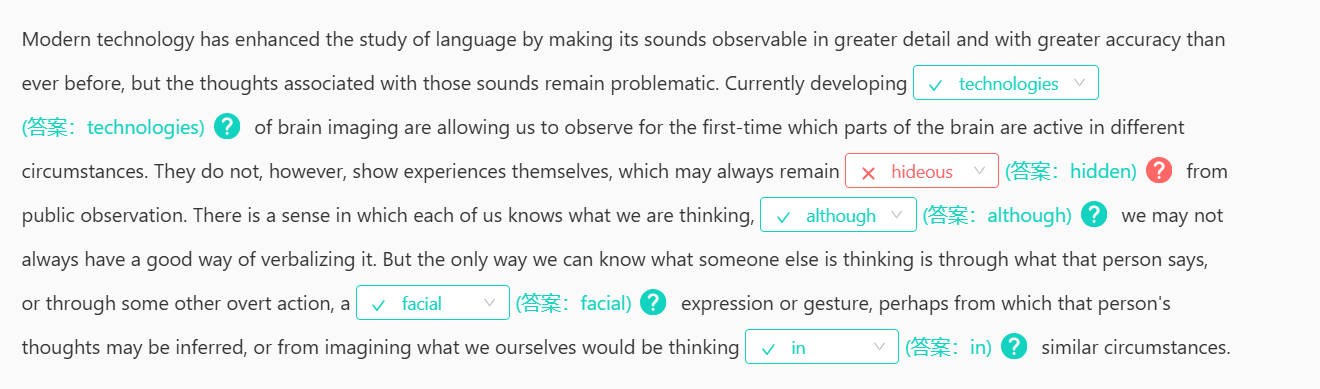 Modern technology has enhanced the study of language by making its sounds observable in greater detail and with greater accuracy than
ever before, but the thoughts associated with those sounds remain problematic. Currently developing ✓ technologies
(答案：technologies) ? of brain imaging are allowing us to observe for the first-time which parts of the brain are active in different
circumstances. They do not, however, show experiences themselves, which may always remain ✕ hideous (答案：hidden) ? from
public observation. There is a sense in which each of us knows what we are thinking, ✓ although (答案：although) ? we may not
always have a good way of verbalizing it. But the only way we can know what someone else is thinking is through what that person says,
or through some other overt action, a ✓ facial (答案：facial) ? expression or gesture, perhaps from which that person's
thoughts may be inferred, or from imagining what we ourselves would be thinking ✓ in (答案：in) ? similar circumstances.